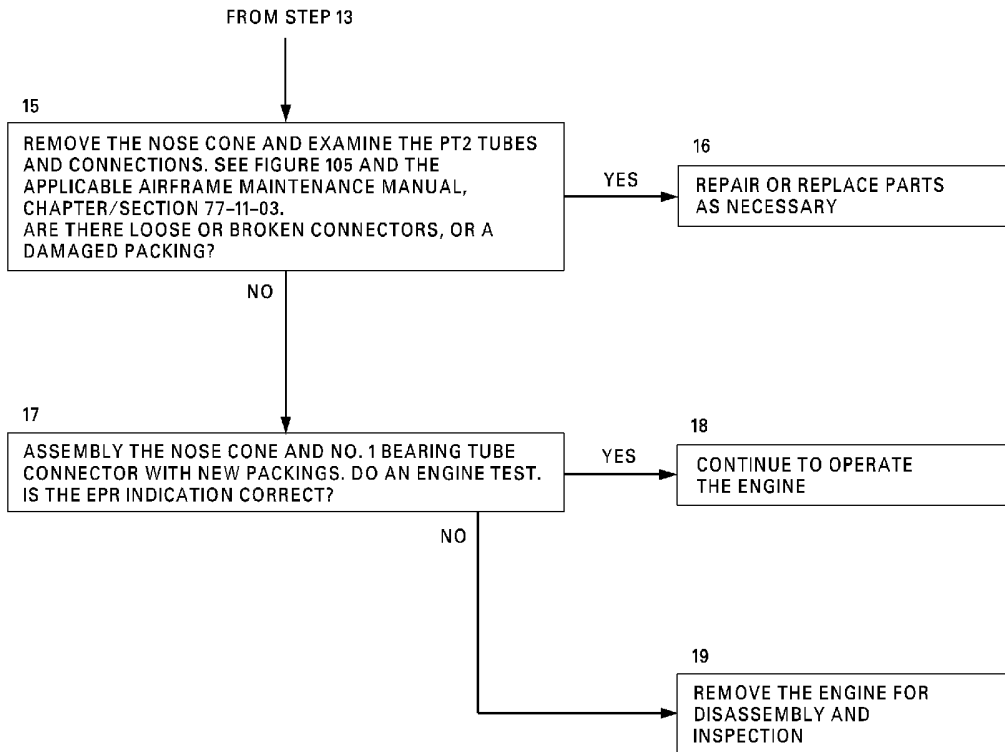 FROM STEP 13
15
REMOVE THE NOSE CONE AND EXAMINE THE PT2 TUBES
AND CONNECTIONS. SEE FIGURE 105 AND THE
APPLICABLE AIRFRAME MAINTENANCE MANUAL,
CHAPTER/SECTION 77-11-03.
ARE THERE LOOSE OR BROKEN CONNECTORS, OR A
DAMAGED PACKING?
YES
16
REPAIR OR REPLACE PARTS
AS NECESSARY
NO
17
ASSEMBLY THE NOSE CONE AND NO. 1 BEARING TUBE
CONNECTOR WITH NEW PACKINGS. DO AN ENGINE TEST.
IS THE EPR INDICATION CORRECT?
YES
18
CONTINUE TO OPERATE
THE ENGINE
NO
19
REMOVE THE ENGINE FOR
DISASSEMBLY AND
INSPECTION